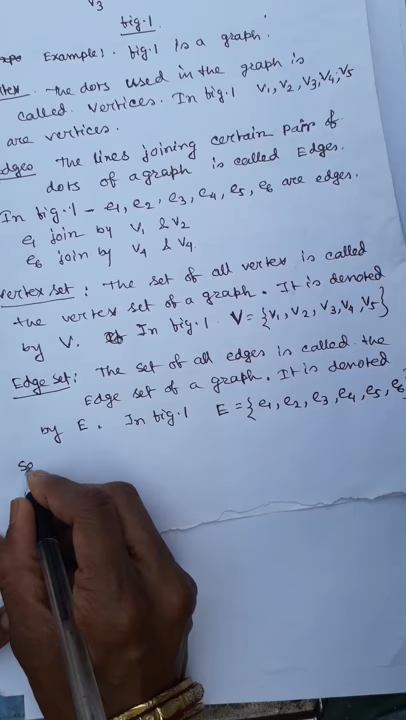 V3
fig.1
Example: fig.1 is a graph.
The dots used in the graph is
called vertices. In fig.1 v1, v2, v3, v4, v5
are vertices.
The lines joining certain pair of
dots of a graph is called Edges.
In fig.1 - e1, e2, e3, e4, e5, e6 are edges.
e1 join by v1 & v2
e6 join by v4 & v4.
Vertex set : The set of all vertex is called
the vertex set of a graph. It is denoted
by V. In fig.1 V = {v1, v2, v3, v4, v5}
Edge set : The set of all edges is called the
Edge set of a graph. It is denoted
by E. In fig.1 E = {e1, e2, e3, e4, e5, e6
Se